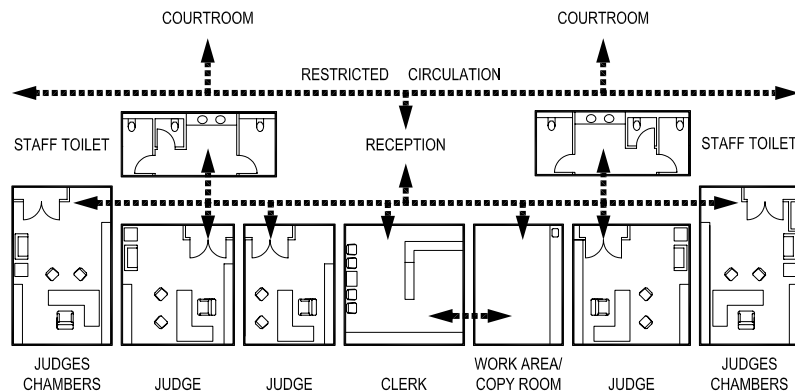 COURTROOM COURTROOM
RESTRICTED CIRCULATION
STAFF TOILET RECEPTION STAFF TOILET
JUDGES
CHAMBERS
JUDGE
JUDGE
CLERK
WORK AREA/
COPY ROOM
JUDGE
JUDGES
CHAMBERS